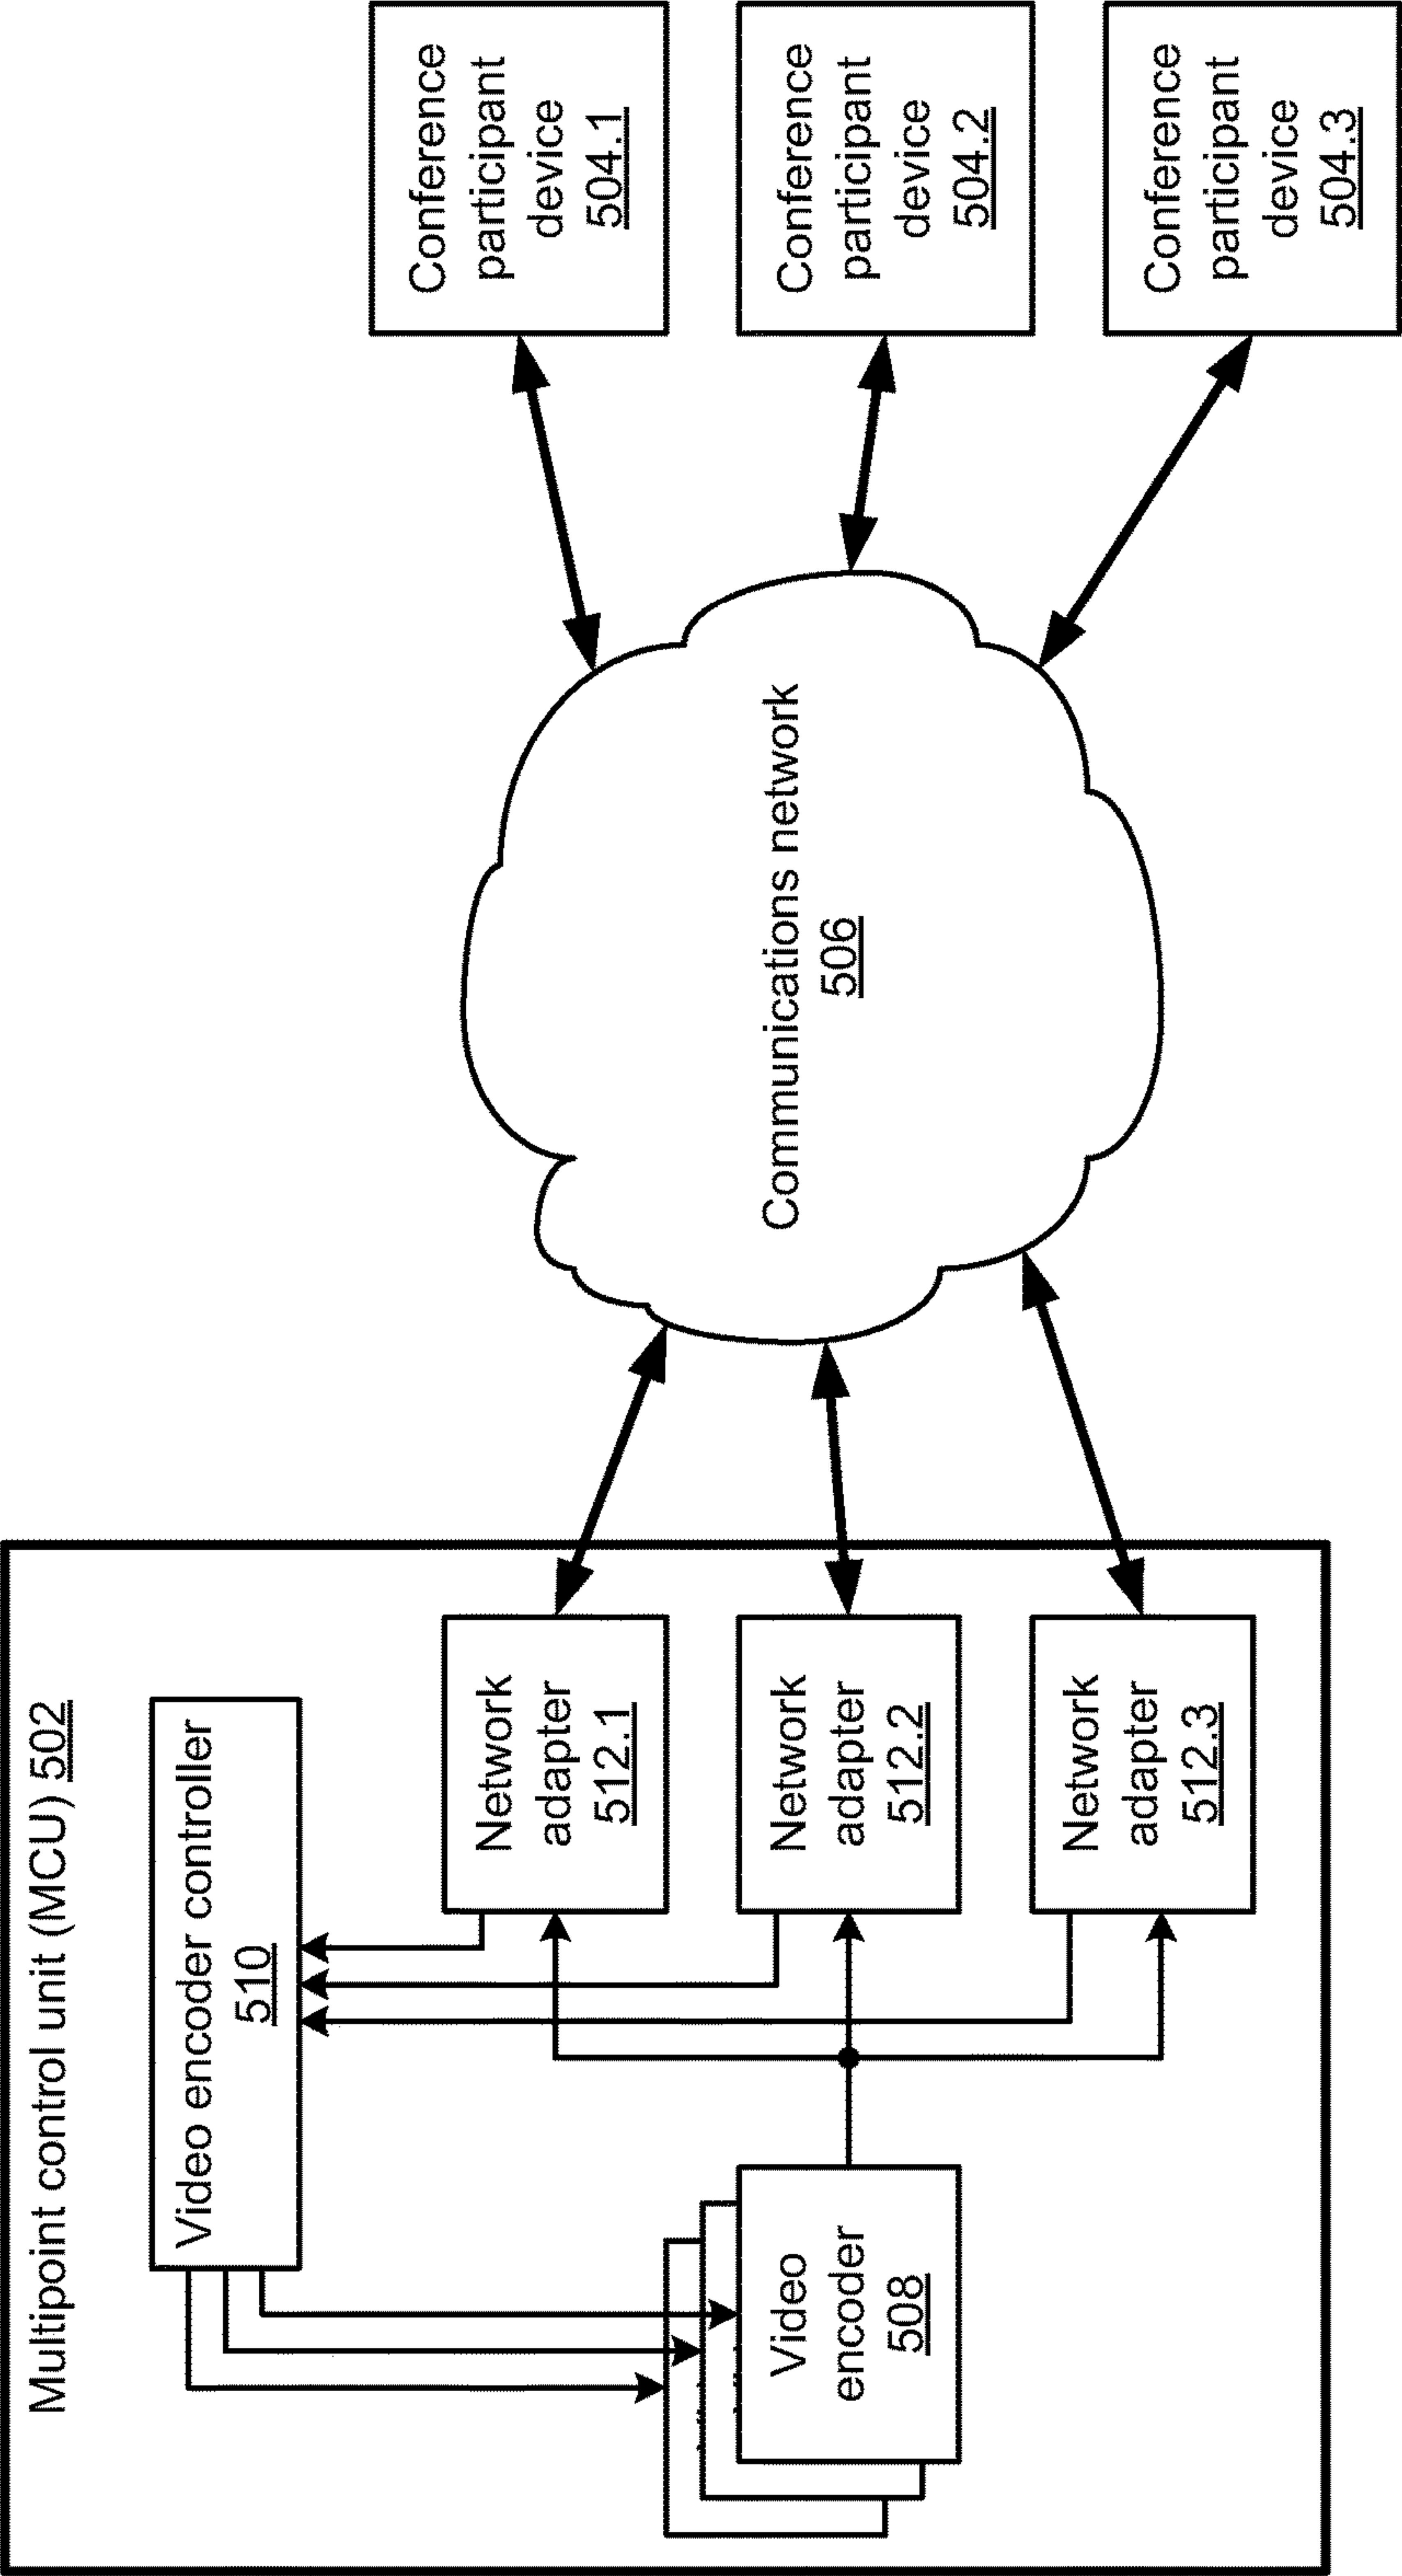 Multipoint control unit (MCU) 502
Video encoder controller
510
Video
encoder
508
Network
adapter
512.1
Network
adapter
512.2
Network
adapter
512.3
Communications network
506
Conference
participant
device
504.1
Conference
participant
device
504.2
Conference
participant
device
504.3